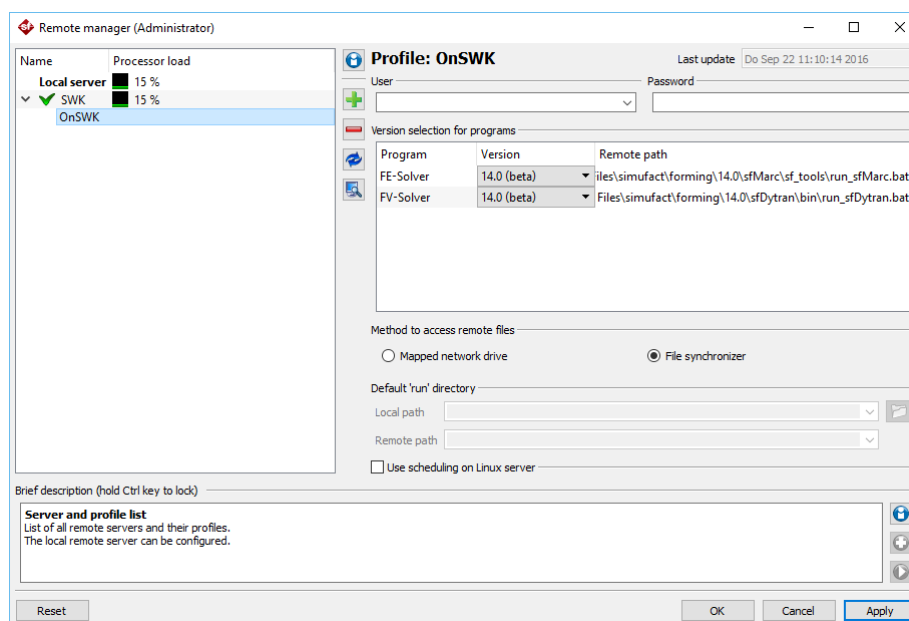 Remote manager (Administrator)
Name Processor load
Local server 15 %
SWK 15 %
OnSWK
Profile: OnSWK Last update Do Sep 22 11:10:14 2016
User Password
Version selection for programs
Program Version Remote path
FE-Solver 14.0 (beta) iles\simufact\forming\14.0\sfMarc\sf_tools\run_sfMarc.bat
FV-Solver 14.0 (beta) Files\simufact\forming\14.0\sfDytran\bin\run_sfDytran.bat
Method to access remote files
Mapped network drive File synchronizer
Default 'run' directory
Local path
Remote path
Use scheduling on Linux server
Brief description (hold Ctrl key to lock)
Server and profile list
List of all remote servers and their profiles.
The local remote server can be configured.
Reset OK Cancel Apply